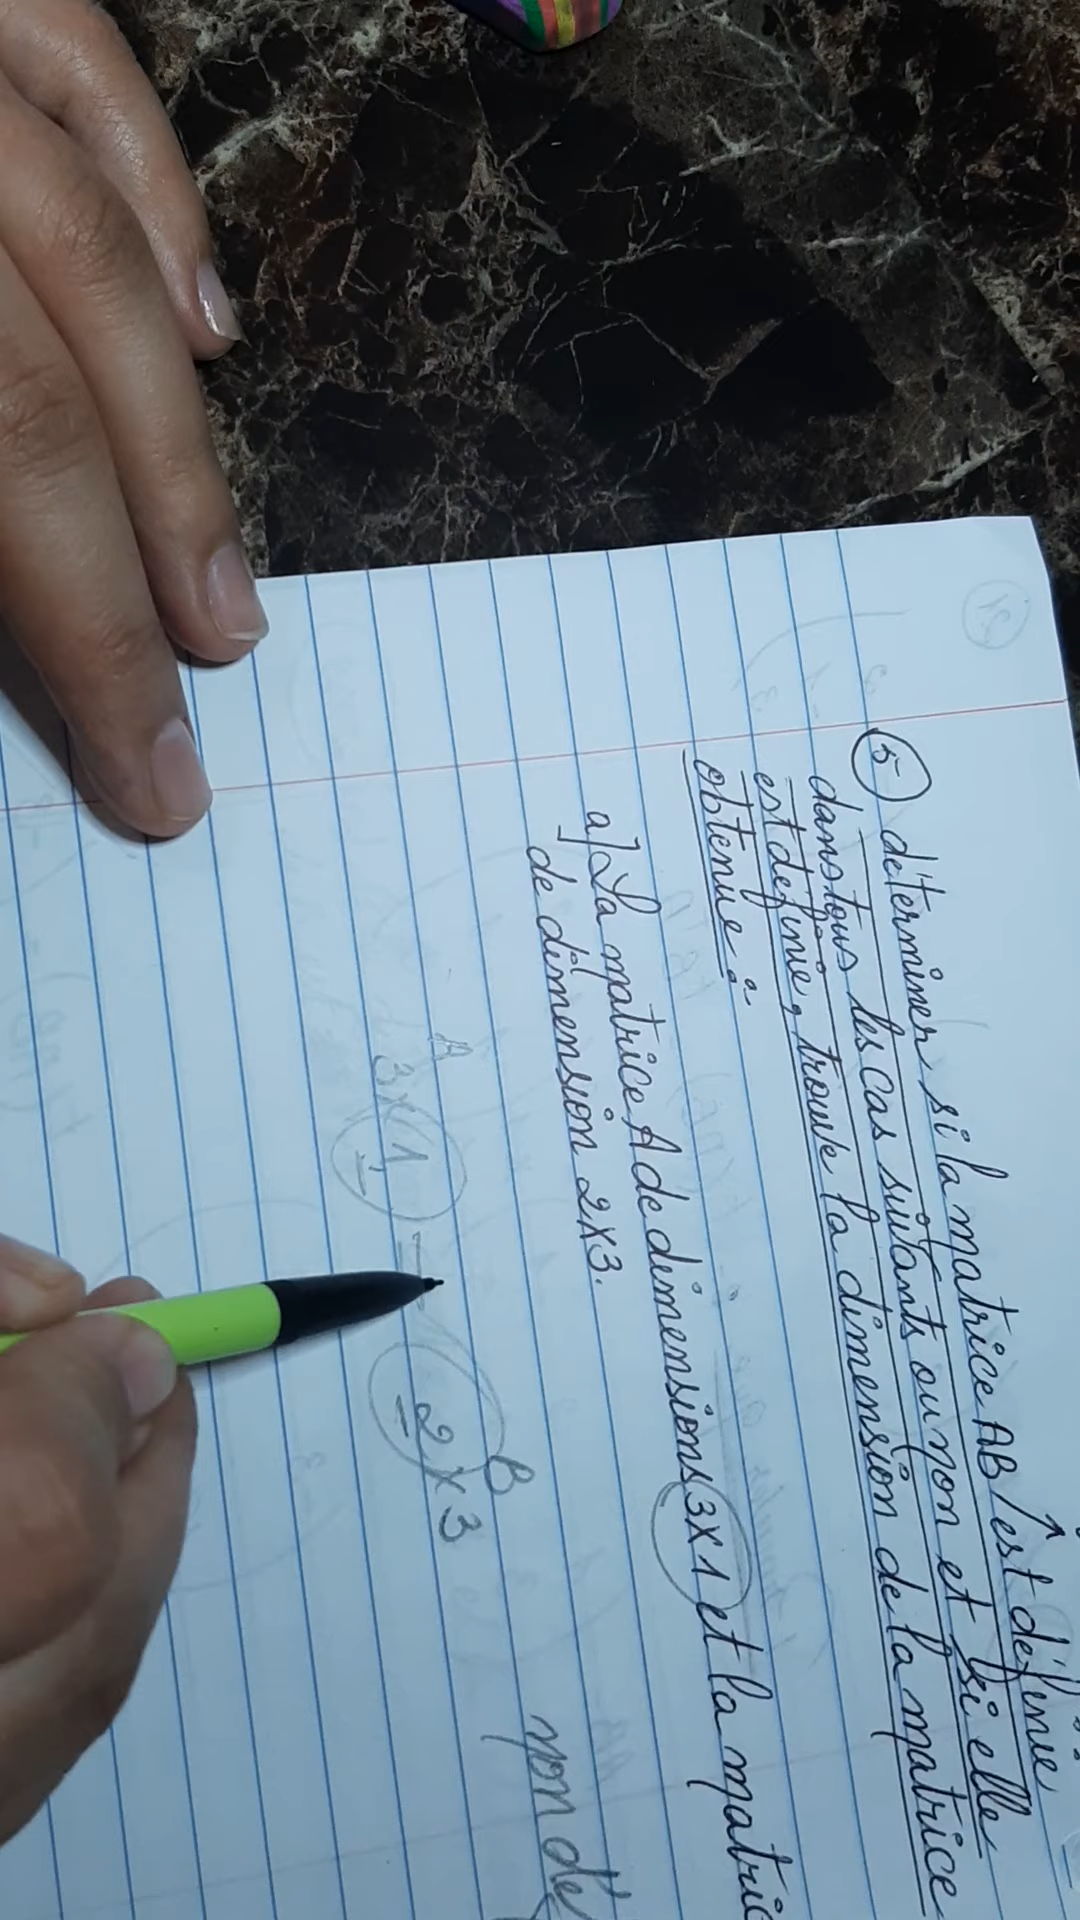 5 déterminer si la matrice AB est définie
dans tous les cas suivants ou non et si elle
est définie, trouve la dimension de la matrice
obtenue :
a] La matrice A de dimensions 3x1 et la matric
de dimension 2x3.
A B
3x1 2x3
non dé